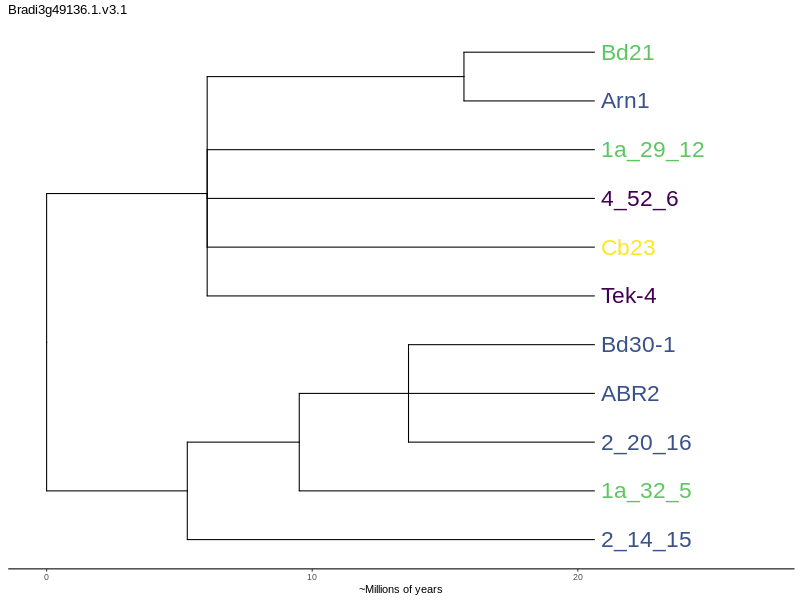 Bradi3g49136.1.v3.1
Bd21
Arn1
1a_29_12
4_52_6
Cb23
Tek-4
Bd30-1
ABR2
2_20_16
1a_32_5
2_14_15
0 10 20
~Millions of years